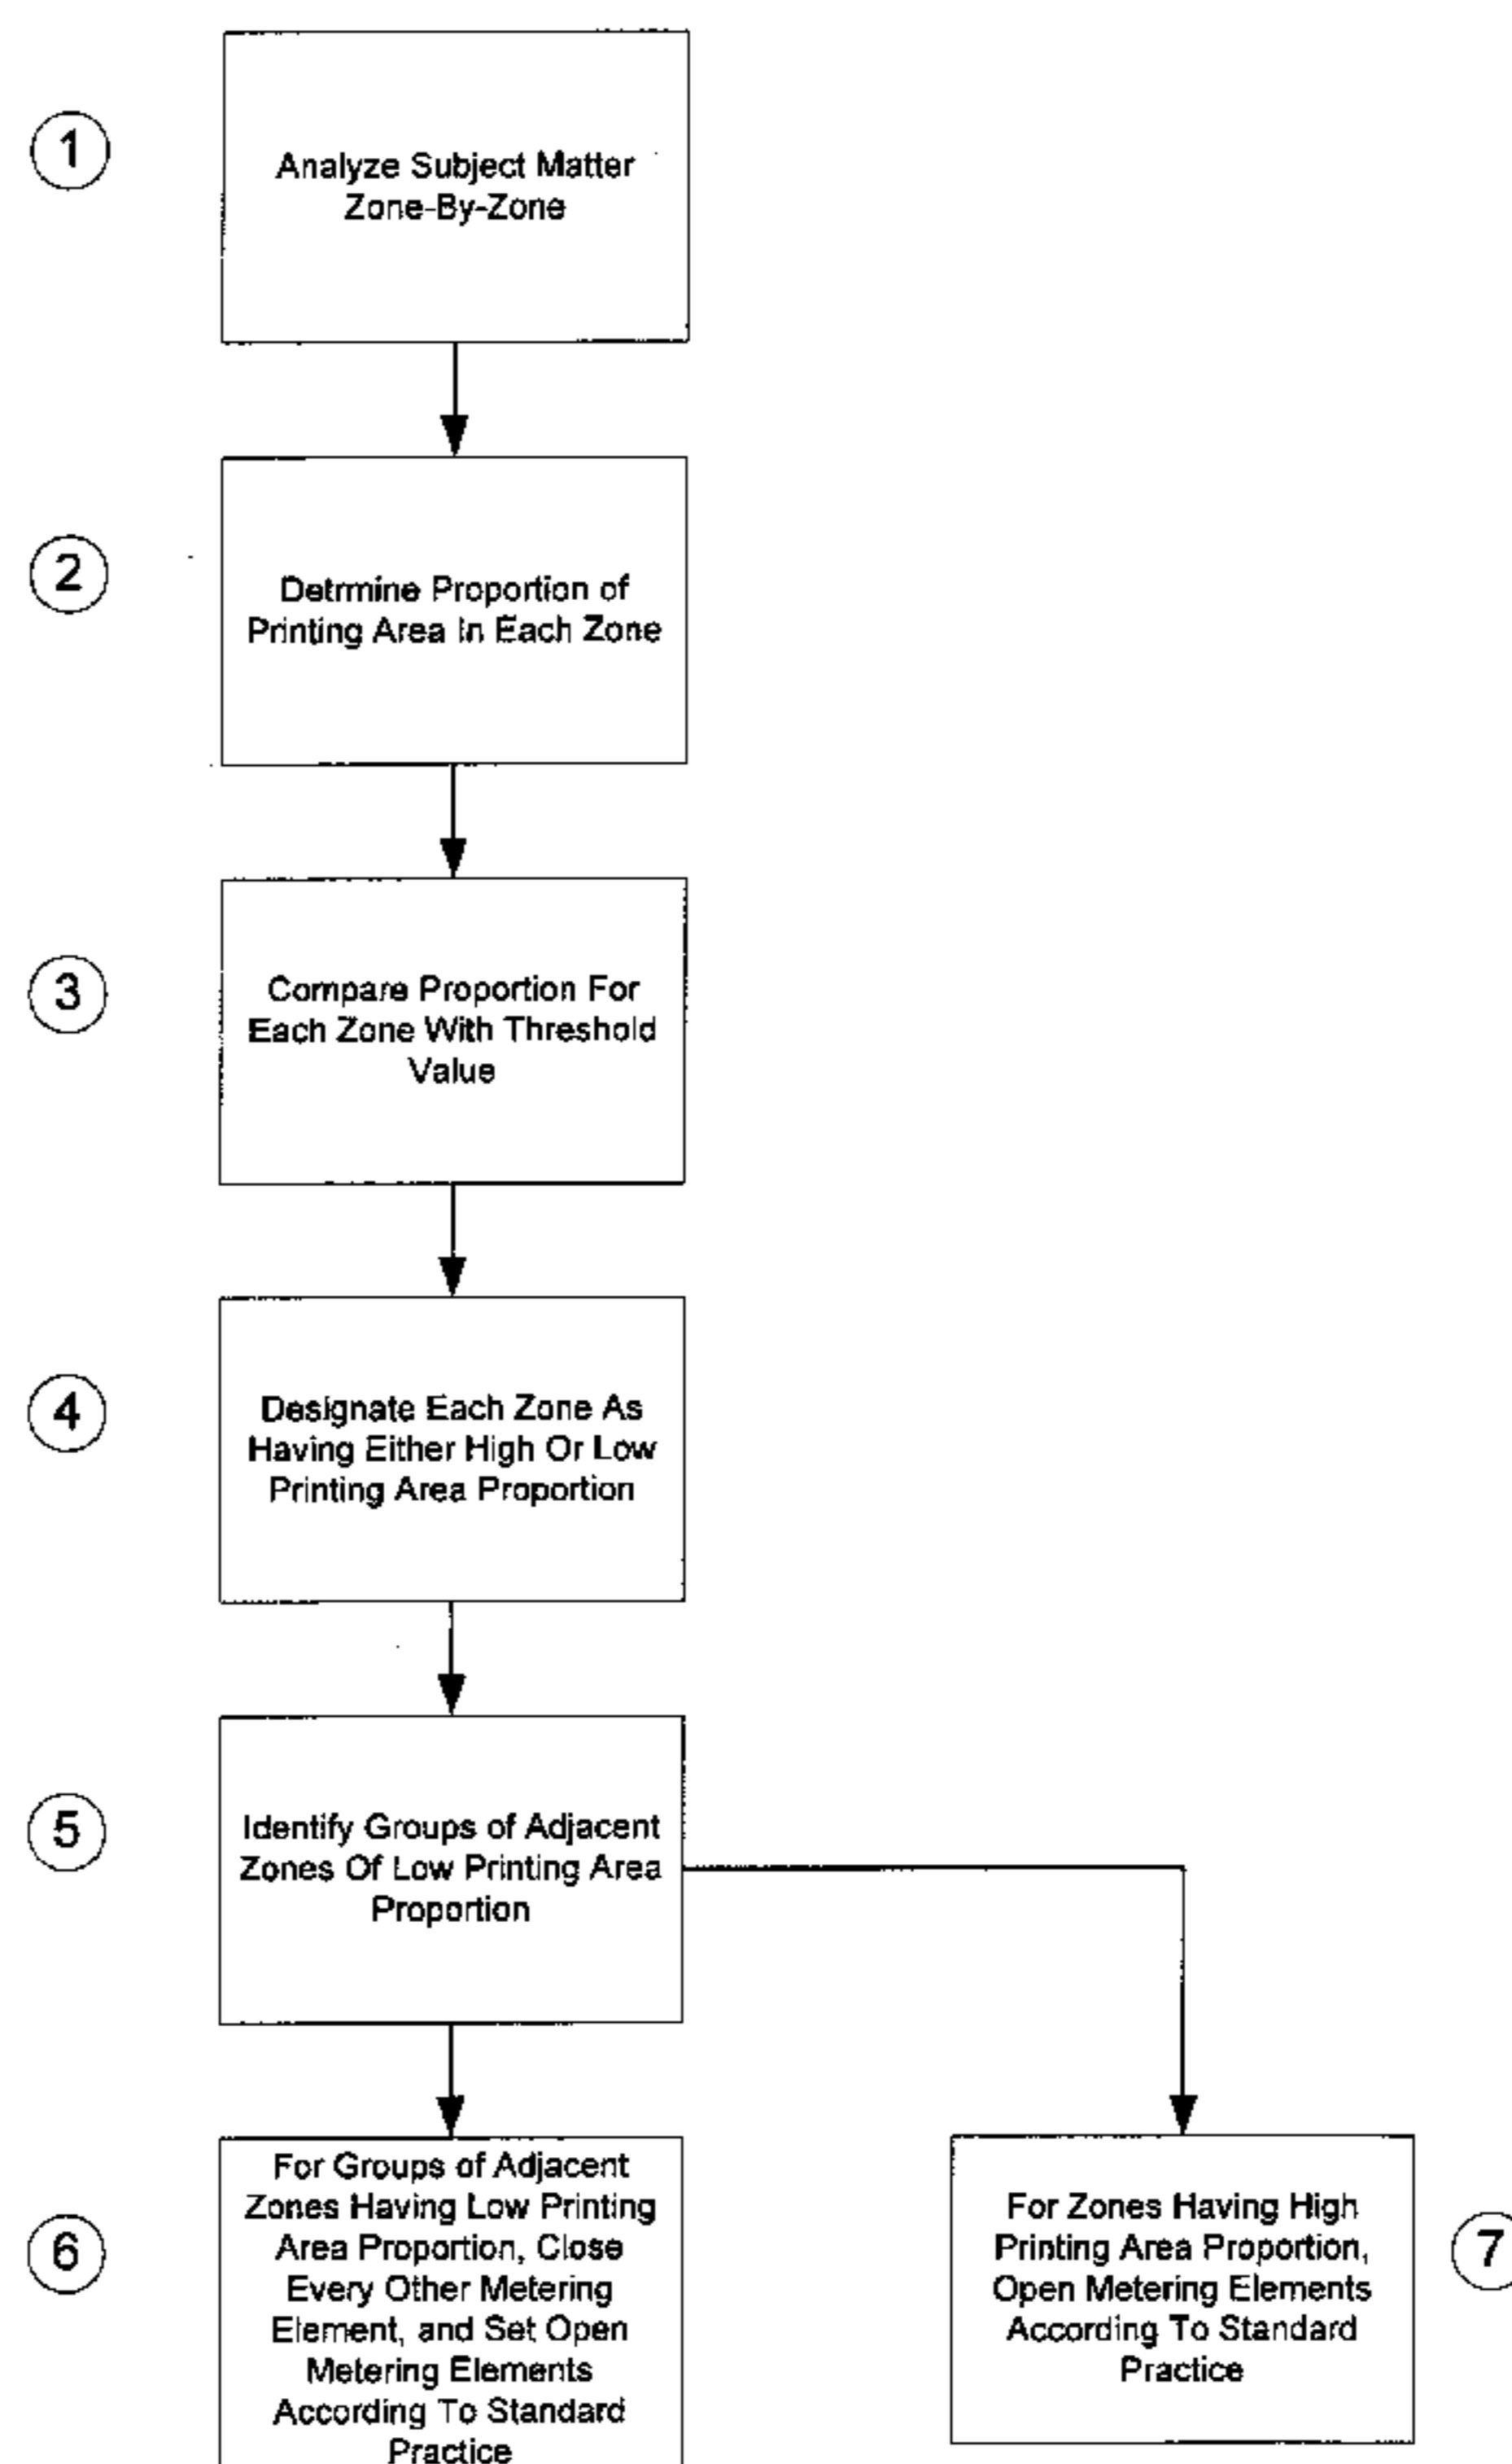 1
Analyze Subject Matter
Zone-By-Zone
2
Detrmine Proportion of
Printing Area In Each Zone
3
Compare Proportion For
Each Zone With Threshold
Value
4
Designate Each Zone As
Having Either High Or Low
Printing Area Proportion
5
Identify Groups of Adjacent
Zones Of Low Printing Area
Proportion
6
For Groups of Adjacent
Zones Having Low Printing
Area Proportion, Close
Every Other Metering
Element, and Set Open
Metering Elements
According To Standard
Practice
For Zones Having High
Printing Area Proportion,
Open Metering Elements
According To Standard
Practice
7